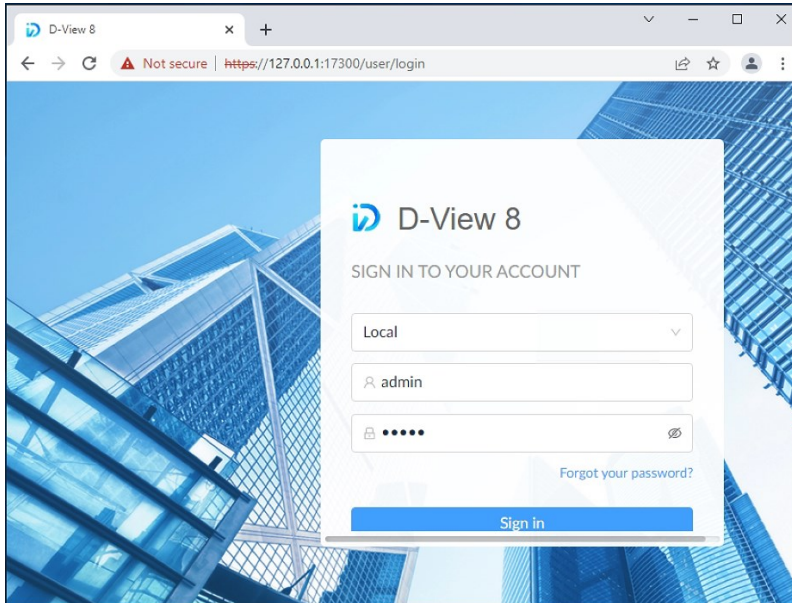 D-View 8
Not secure | https://127.0.0.1:17300/user/login
D-View 8
SIGN IN TO YOUR ACCOUNT
Local
admin
•••••
Forgot your password?
Sign in